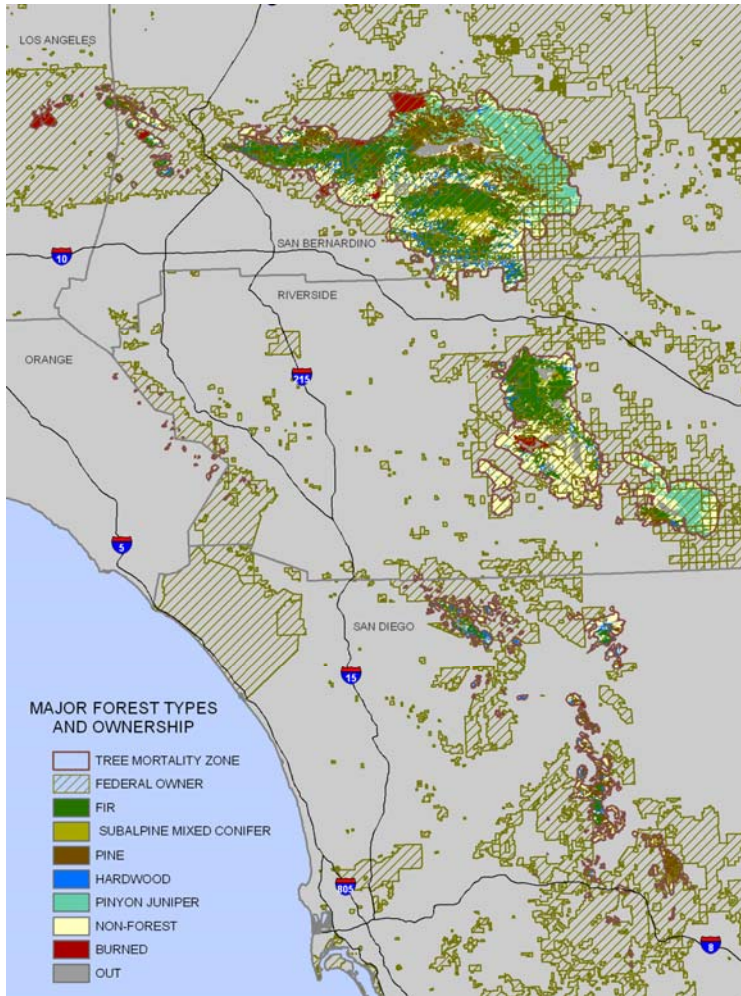 LOS ANGELES
SAN BERNARDINO
10
RIVERSIDE
ORANGE
215
5
SAN DIEGO
15
MAJOR FOREST TYPES
AND OWNERSHIP
TREE MORTALITY ZONE
FEDERAL OWNER
FIR
SUBALPINE MIXED CONIFER
PINE
HARDWOOD
PINYON JUNIPER
NON-FOREST
BURNED
OUT
805
8